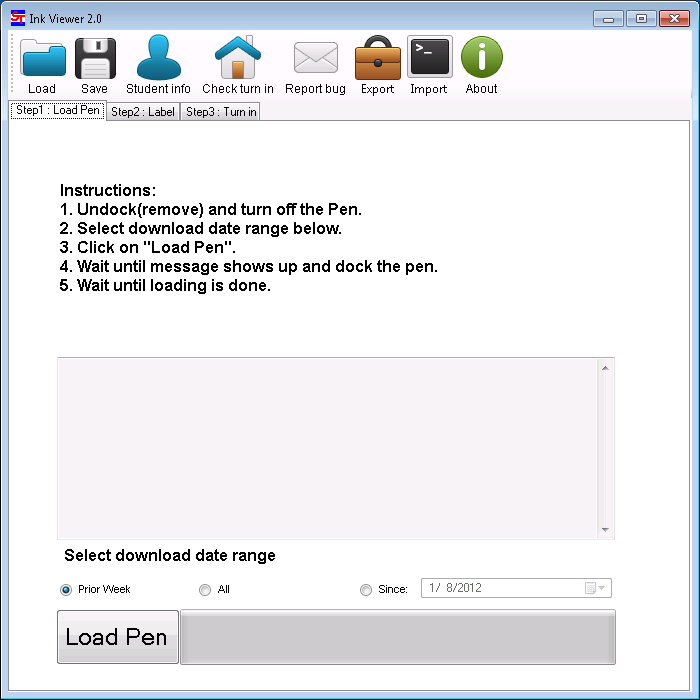 ST Ink Viewer 2.0
Load Save Student info Check turn in Report bug Export Import About
Step1 : Load Pen Step2 : Label Step3 : Turn in
Instructions:
1. Undock(remove) and turn off the Pen.
2. Select download date range below.
3. Click on "Load Pen".
4. Wait until message shows up and dock the pen.
5. Wait until loading is done.
Select download date range
Prior Week All Since: 1/ 8/2012
Load Pen